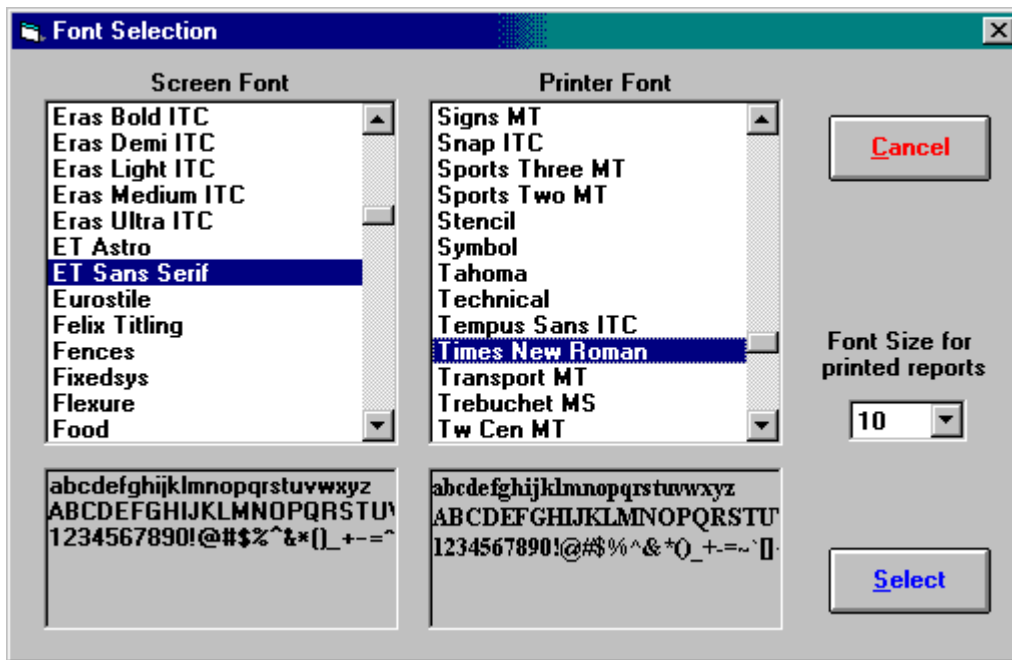 Font Selection
Screen Font
Eras Bold ITC
Eras Demi ITC
Eras Light ITC
Eras Medium ITC
Eras Ultra ITC
ET Astro
ET Sans Serif
Eurostile
Felix Titling
Fences
Fixedsys
Flexure
Food
abcdefghijklmnopqrstuvwxyz
ABCDEFGHIJKLMNOPQRSTUV
1234567890!@#$%^&*()_+-=^
Printer Font
Signs MT
Snap ITC
Sports Three MT
Sports Two MT
Stencil
Symbol
Tahoma
Technical
Tempus Sans ITC
Times New Roman
Transport MT
Trebuchet MS
Tw Cen MT
abcdefghijklmnopqrstuvwxyz
ABCDEFGHIJKLMNOPQRSTU
1234567890!@#$%^&*()_+-=~`[]
Cancel
Font Size for
printed reports
10
Select